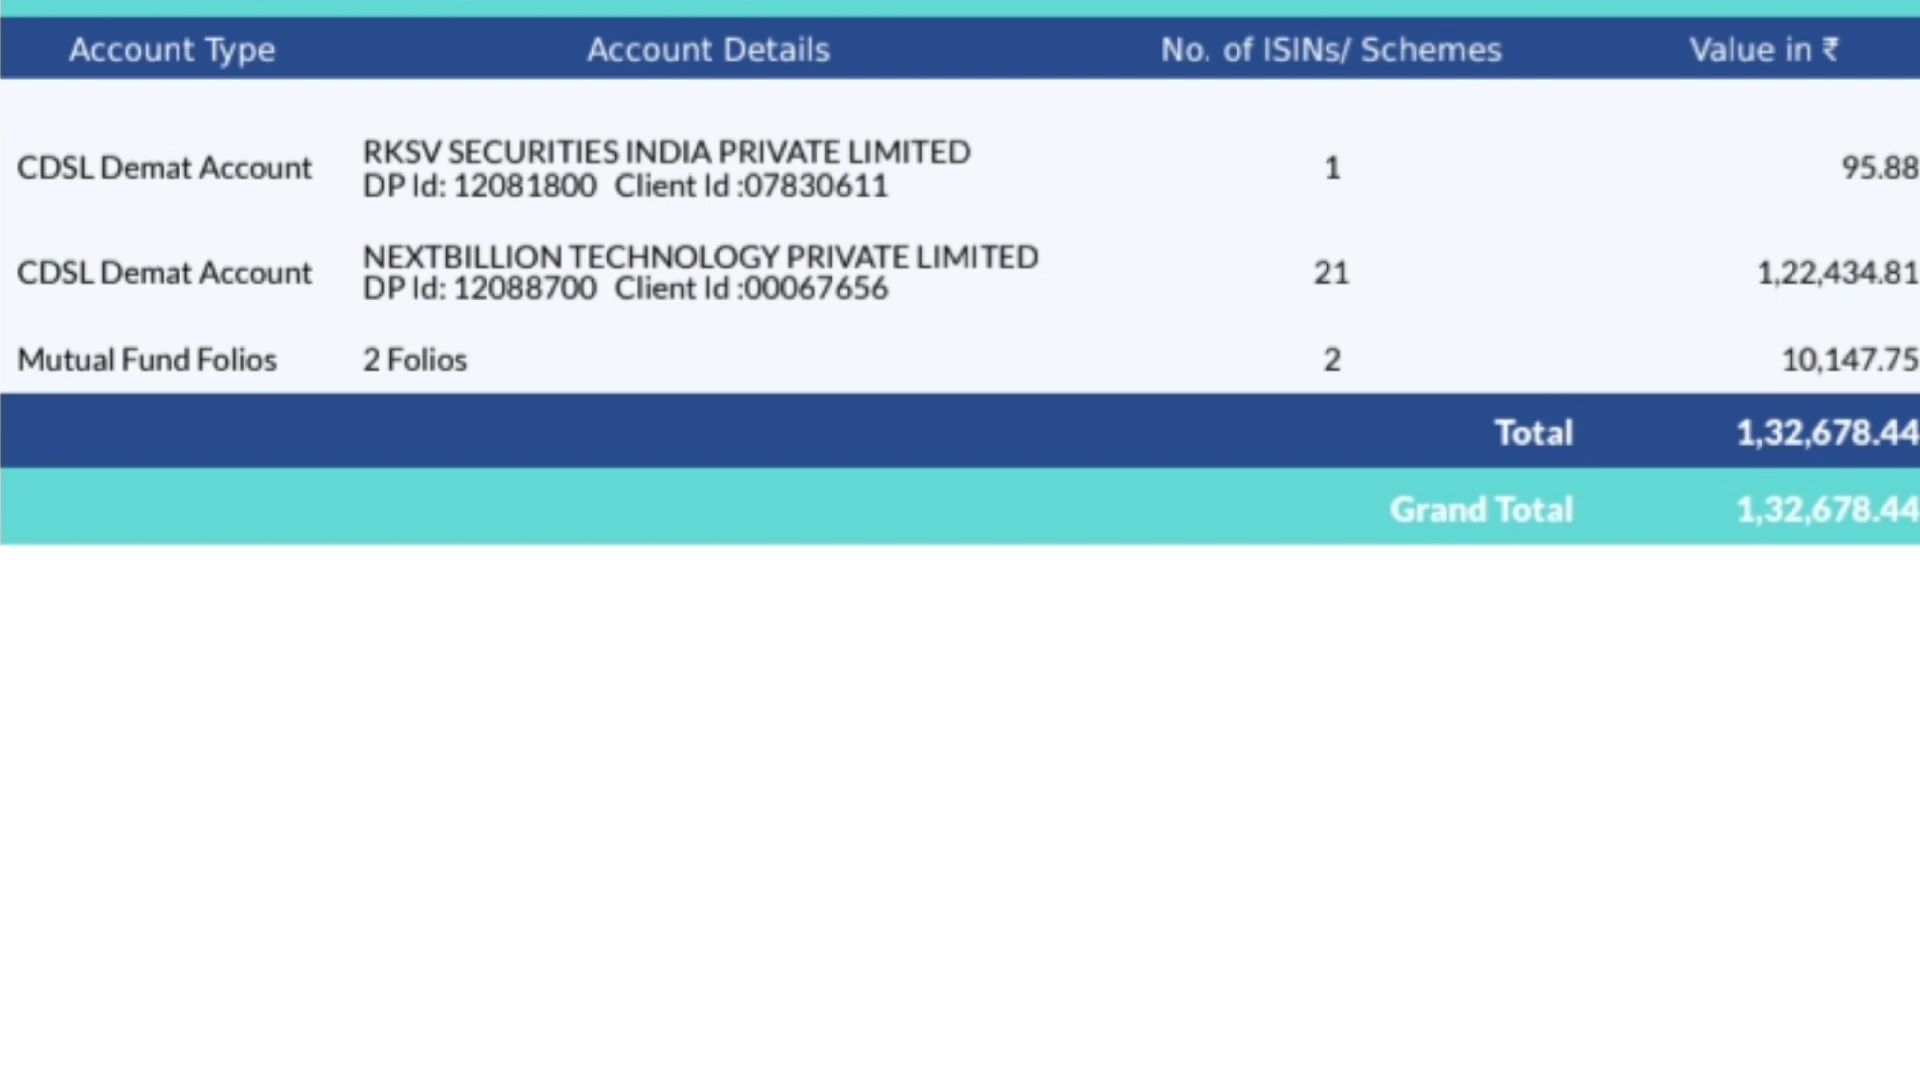 Account Type Account Details No. of ISINs/ Schemes Value in ₹
CDSL Demat Account RKSV SECURITIES INDIA PRIVATE LIMITED 1 95.88
DP Id: 12081800 Client Id :07830611
CDSL Demat Account NEXTBILLION TECHNOLOGY PRIVATE LIMITED 21 1,22,434.81
DP Id: 12088700 Client Id :00067656
Mutual Fund Folios 2 Folios 2 10,147.75
Total 1,32,678.44
Grand Total 1,32,678.44